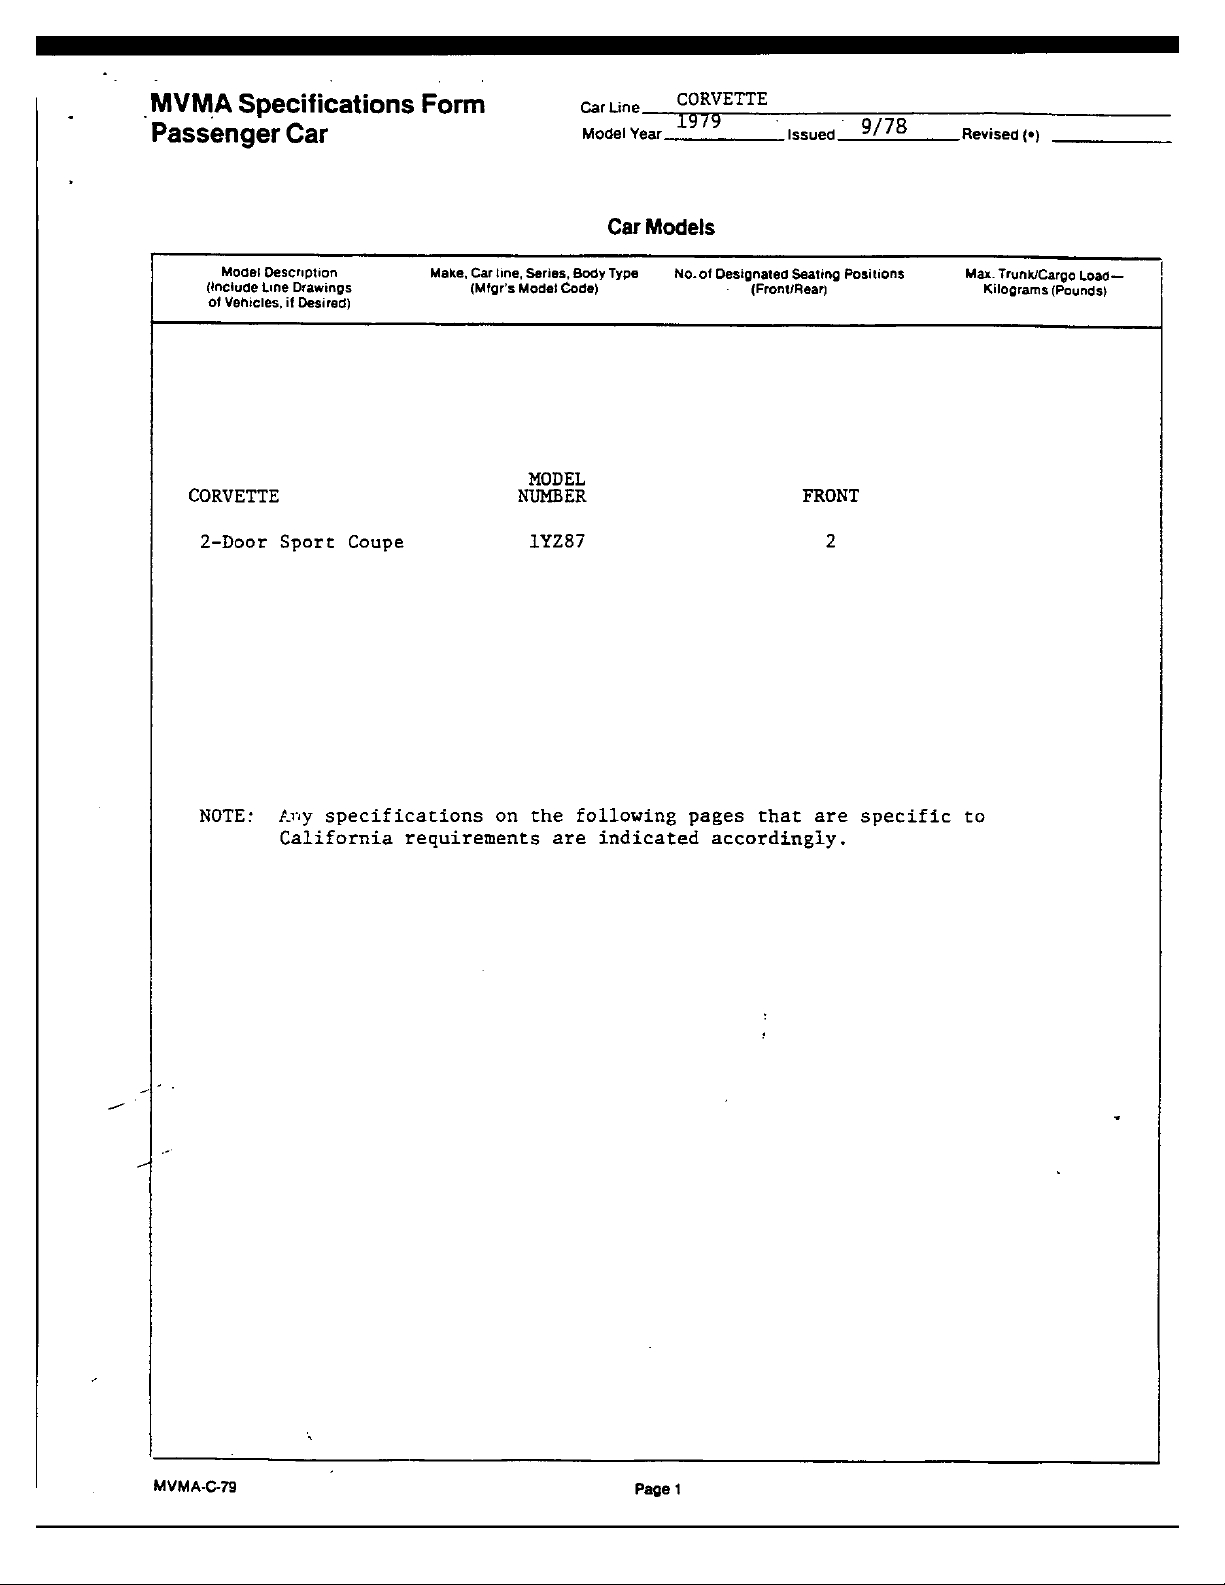 MVMA Specifications Form
Passenger Car
Car Line CORVETTE
Model Year 1979 Issued 9/78 Revised (•)
Car Models
Model Description
(Include Line Drawings
of Vehicles, if Desired)
Make, Car line, Series, Body Type
(Mfgr's Model Code)
No. of Designated Seating Positions
(Front/Rear)
Max. Trunk/Cargo Load—
Kilograms (Pounds)
MODEL
CORVETTE NUMBER FRONT
2-Door Sport Coupe 1YZ87 2
NOTE: Any specifications on the following pages that are specific to
California requirements are indicated accordingly.
MVMA-C-79 Page 1